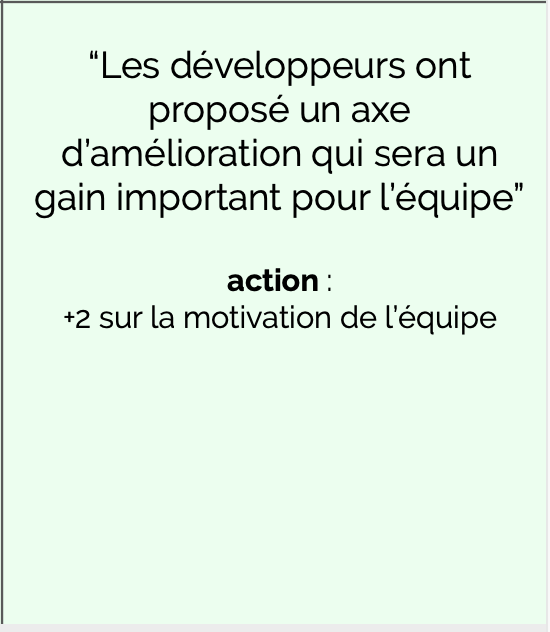 “Les développeurs ont
proposé un axe
d’amélioration qui sera un
gain important pour l’équipe”
action :
+2 sur la motivation de l’équipe